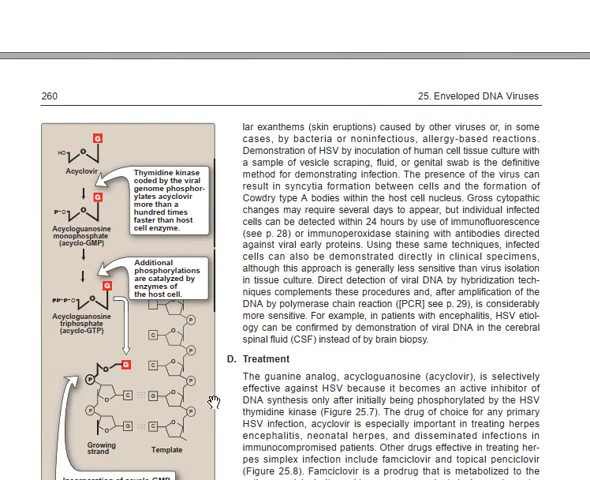 260
25. Enveloped DNA Viruses
HO
O
G
Acyclovir
Thymidine kinase
coded by the viral
genome phosphor-
ylates acyclovir
more than a
hundred times
faster than host
cell enzyme.
P-O
O
G
Acycloguanosine
monophosphate
(acyclo-GMP)
Additional
phosphorylations
are catalyzed by
enzymes of
the host cell.
PP-P-O
O
G
Acycloguanosine
triphosphate
(acyclo-GTP)
Growing
strand
Template
Incorporation of acyclo-GMP
lar exanthems (skin eruptions) caused by other viruses or, in some
cases, by bacteria or noninfectious, allergy-based reactions.
Demonstration of HSV by inoculation of human cell tissue culture with
a sample of vesicle scraping, fluid, or genital swab is the definitive
method for demonstrating infection. The presence of the virus can
result in syncytia formation between cells and the formation of
Cowdry type A bodies within the host cell nucleus. Gross cytopathic
changes may require several days to appear, but individual infected
cells can be detected within 24 hours by use of immunofluorescence
(see p. 28) or immunoperoxidase staining with antibodies directed
against viral early proteins. Using these same techniques, infected
cells can also be demonstrated directly in clinical specimens,
although this approach is generally less sensitive than virus isolation
in tissue culture. Direct detection of viral DNA by hybridization tech-
niques complements these procedures and, after amplification of the
DNA by polymerase chain reaction ([PCR] see p. 29), is considerably
more sensitive. For example, in patients with encephalitis, HSV etiol-
ogy can be confirmed by demonstration of viral DNA in the cerebral
spinal fluid (CSF) instead of by brain biopsy.
D. Treatment
The guanine analog, acycloguanosine (acyclovir), is selectively
effective against HSV because it becomes an active inhibitor of
DNA synthesis only after initially being phosphorylated by the HSV
thymidine kinase (Figure 25.7). The drug of choice for any primary
HSV infection, acyclovir is especially important in treating herpes
encephalitis, neonatal herpes, and disseminated infections in
immunocompromised patients. Other drugs effective in treating her-
pes simplex infection include famciclovir and topical penciclovir
(Figure 25.8). Famciclovir is a prodrug that is metabolized to the